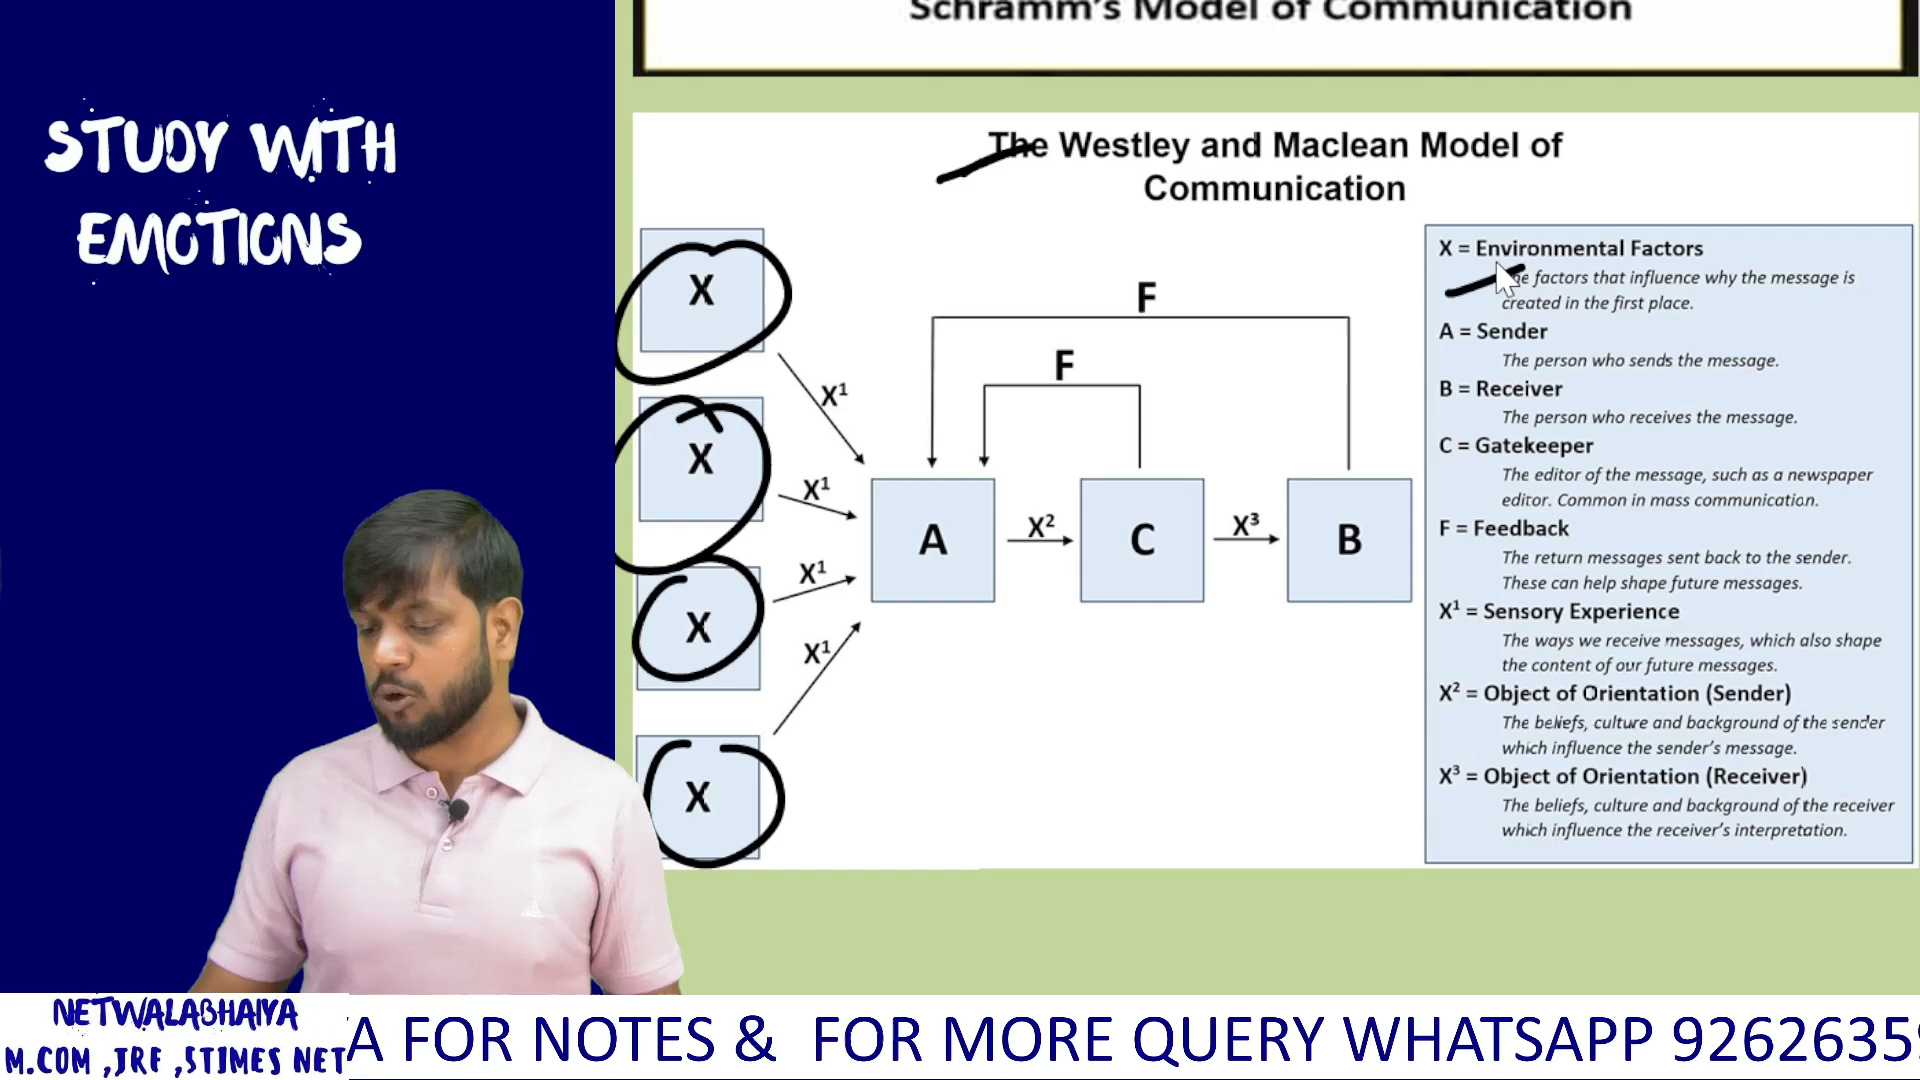 Schramm's Model of Communication
STUDY WITH
EMOTIONS
The Westley and Maclean Model of
Communication
X
X
X
X
X¹
X¹
X¹
X¹
F
F
A
X²
C
X³
B
X = Environmental Factors
factors that influence why the message is
created in the first place.
A = Sender
The person who sends the message.
B = Receiver
The person who receives the message.
C = Gatekeeper
The editor of the message, such as a newspaper
editor. Common in mass communication.
F = Feedback
The return messages sent back to the sender.
These can help shape future messages.
X¹ = Sensory Experience
The ways we receive messages, which also shape
the content of our future messages.
X² = Object of Orientation (Sender)
The beliefs, culture and background of the sender
which influence the sender's message.
X³ = Object of Orientation (Receiver)
The beliefs, culture and background of the receiver
which influence the receiver's interpretation.
NETWALABHAIYA
M.COM ,JRF ,5TIMES NET
A FOR NOTES & FOR MORE QUERY WHATSAPP 9262635